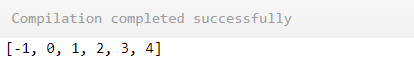 Compilation completed successfully
[-1, 0, 1, 2, 3, 4]